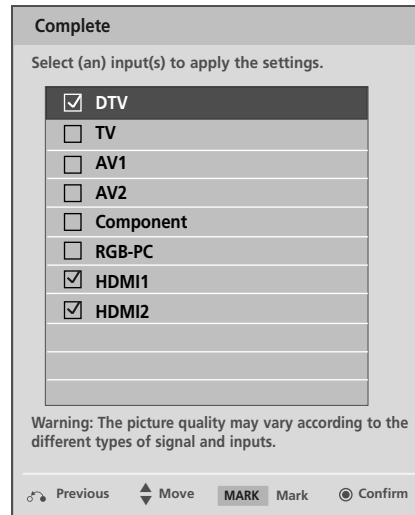 Complete
Select (an) input(s) to apply the settings.
DTV
TV
AV1
AV2
Component
RGB-PC
HDMI1
HDMI2
Warning: The picture quality may vary according to the
different types of signal and inputs.
Previous Move MARK Mark Confirm